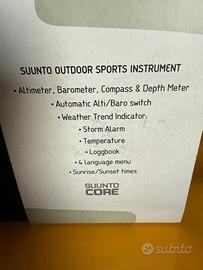 SUUNTO OUTDOOR SPORTS INSTRUMENT
• Altimeter, Barometer, Compass & Depth Meter
• Automatic Alti/Baro switch
• Weather Trend Indicator
• Storm Alarm
• Temperature
• Loggbook
• 4 language menu
• Sunrise/Sunset times
SUUNTO
CORE
subito